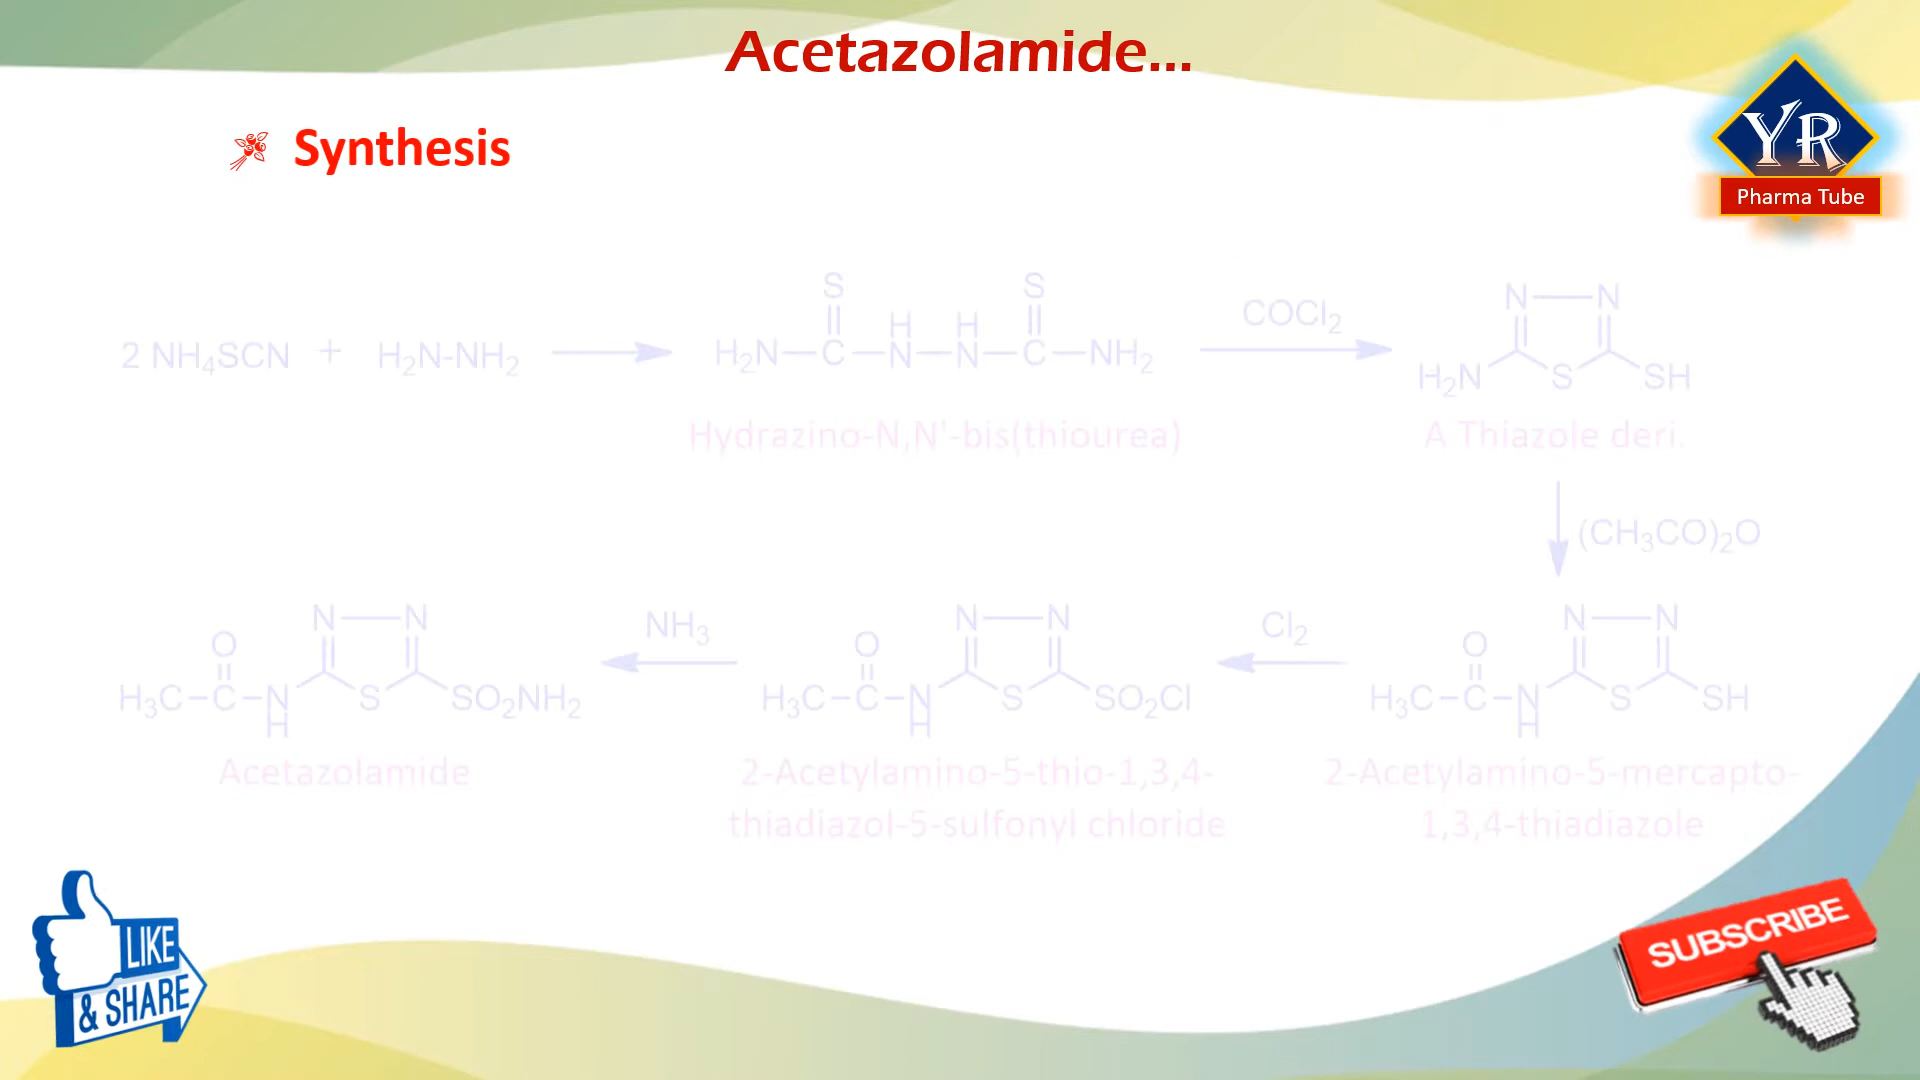 Acetazolamide...
Synthesis
YR
Pharma Tube
2 NH4SCN + H2N-NH2
S S
H H
H2N—C—N—N—C—NH2
COCl2
N N
H2N S SH
Hydrazino-N,N'-bis(thiourea)
A Thiazole deri.
(CH3CO)2O
N N
O
H3C—C—N S SO2NH2
H
NH3
N N
O
H3C—C—N S SO2Cl
H
Cl2
N N
O
H3C—C—N S SH
H
Acetazolamide
2-Acetylamino-5-thio-1,3,4-
thiadiazol-5-sulfonyl chloride
2-Acetylamino-5-mercapto-
1,3,4-thiadiazole
LIKE
& SHARE
SUBSCRIBE